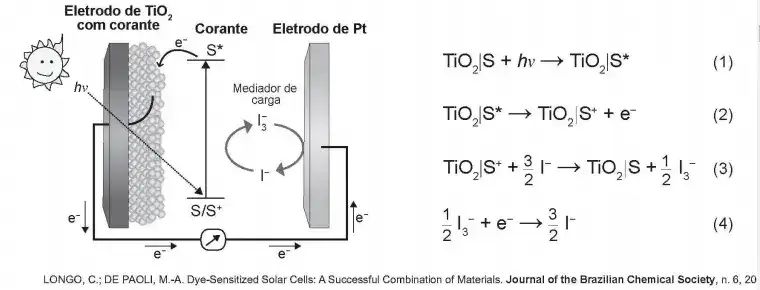 Eletrodo de TiO₂
com corante
Corante
Eletrodo de Pt
e⁻
S*
hν
Mediador de
carga
I₃⁻
I⁻
S/S⁺
e⁻
e⁻
e⁻
e⁻
TiO₂|S + hν → TiO₂|S* (1)
TiO₂|S* → TiO₂|S⁺ + e⁻ (2)
TiO₂|S⁺ + 3/2 I⁻ → TiO₂|S + 1/2 I₃⁻ (3)
1/2 I₃⁻ + e⁻ → 3/2 I⁻ (4)
LONGO, C.; DE PAOLI, M.-A. Dye-Sensitized Solar Cells: A Successful Combination of Materials. Journal of the Brazilian Chemical Society, n. 6, 20